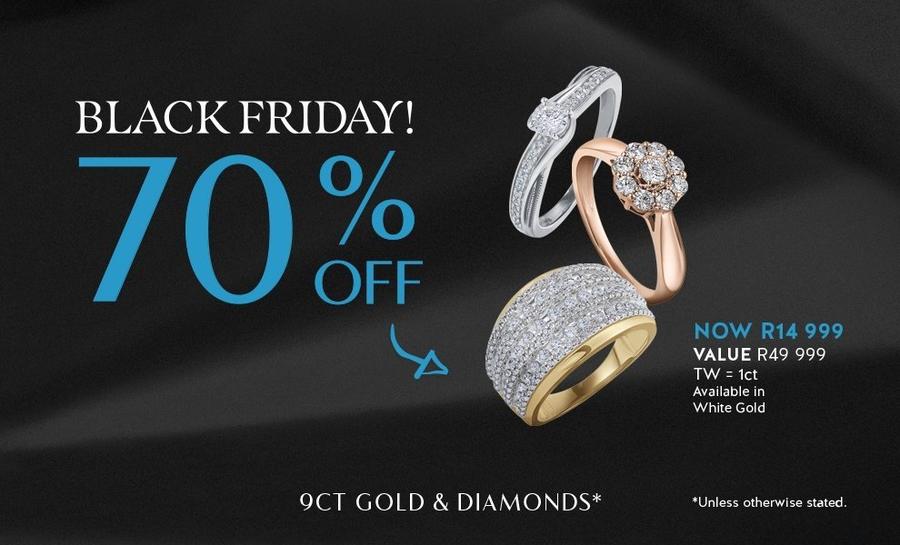 BLACK FRIDAY!
70%
OFF
NOW R14 999
VALUE R49 999
TW = 1ct
Available in
White Gold
9CT GOLD & DIAMONDS*
*Unless otherwise stated.